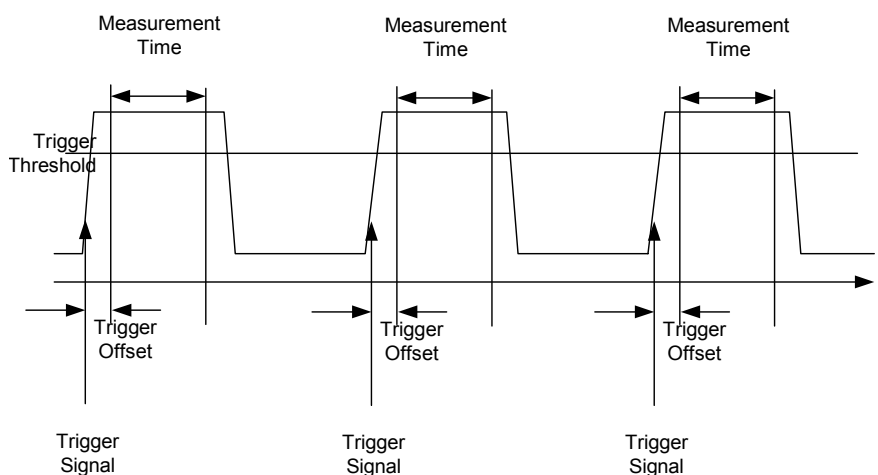 Measurement
Time
Measurement
Time
Measurement
Time
Trigger
Threshold
Trigger
Offset
Trigger
Offset
Trigger
Offset
Trigger
Signal
Trigger
Signal
Trigger
Signal